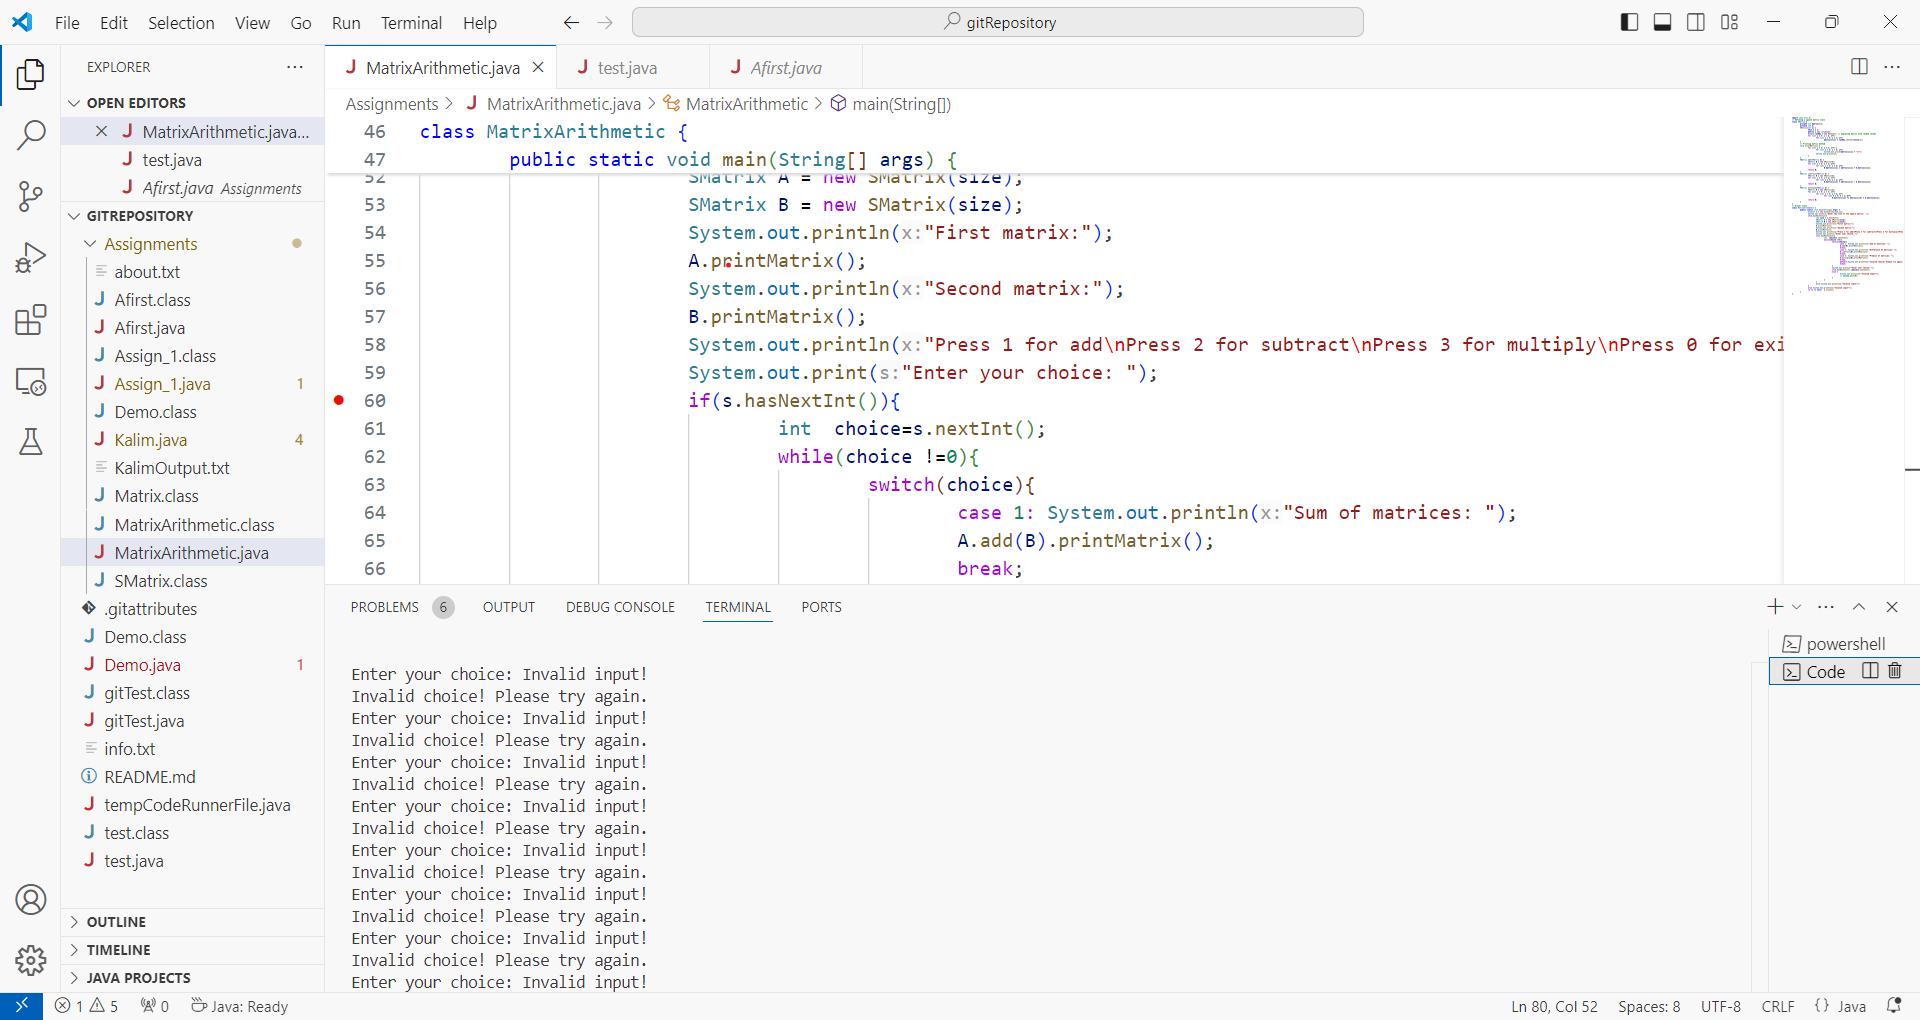 File Edit Selection View Go Run Terminal Help
gitRepository
EXPLORER
OPEN EDITORS
MatrixArithmetic.java...
test.java
Afirst.java Assignments
GITREPOSITORY
Assignments
about.txt
Afirst.class
Afirst.java
Assign_1.class
Assign_1.java 1
Demo.class
Kalim.java 4
KalimOutput.txt
Matrix.class
MatrixArithmetic.class
MatrixArithmetic.java
SMatrix.class
.gitattributes
Demo.class
Demo.java 1
gitTest.class
gitTest.java
info.txt
README.md
tempCodeRunnerFile.java
test.class
test.java
OUTLINE
TIMELINE
JAVA PROJECTS
MatrixArithmetic.java test.java Afirst.java
Assignments > MatrixArithmetic.java > MatrixArithmetic > main(String[])
46 class MatrixArithmetic {
47 public static void main(String[] args) {
52 SMatrix A = new SMatrix(size);
53 SMatrix B = new SMatrix(size);
54 System.out.println(x:"First matrix:");
55 A.printMatrix();
56 System.out.println(x:"Second matrix:");
57 B.printMatrix();
58 System.out.println(x:"Press 1 for add\nPress 2 for subtract\nPress 3 for multiply\nPress 0 for exi
59 System.out.print(s:"Enter your choice: ");
60 if(s.hasNextInt()){
61 int  choice=s.nextInt();
62 while(choice !=0){
63 switch(choice){
64 case 1: System.out.println(x:"Sum of matrices: ");
65 A.add(B).printMatrix();
66 break;
PROBLEMS 6 OUTPUT DEBUG CONSOLE TERMINAL PORTS
Enter your choice: Invalid input!
Invalid choice! Please try again.
Enter your choice: Invalid input!
Invalid choice! Please try again.
Enter your choice: Invalid input!
Invalid choice! Please try again.
Enter your choice: Invalid input!
Invalid choice! Please try again.
Enter your choice: Invalid input!
Invalid choice! Please try again.
Enter your choice: Invalid input!
Invalid choice! Please try again.
Enter your choice: Invalid input!
Invalid choice! Please try again.
Enter your choice: Invalid input!
powershell
Code
1 5 0 Java: Ready
Ln 80, Col 52 Spaces: 8 UTF-8 CRLF {} Java